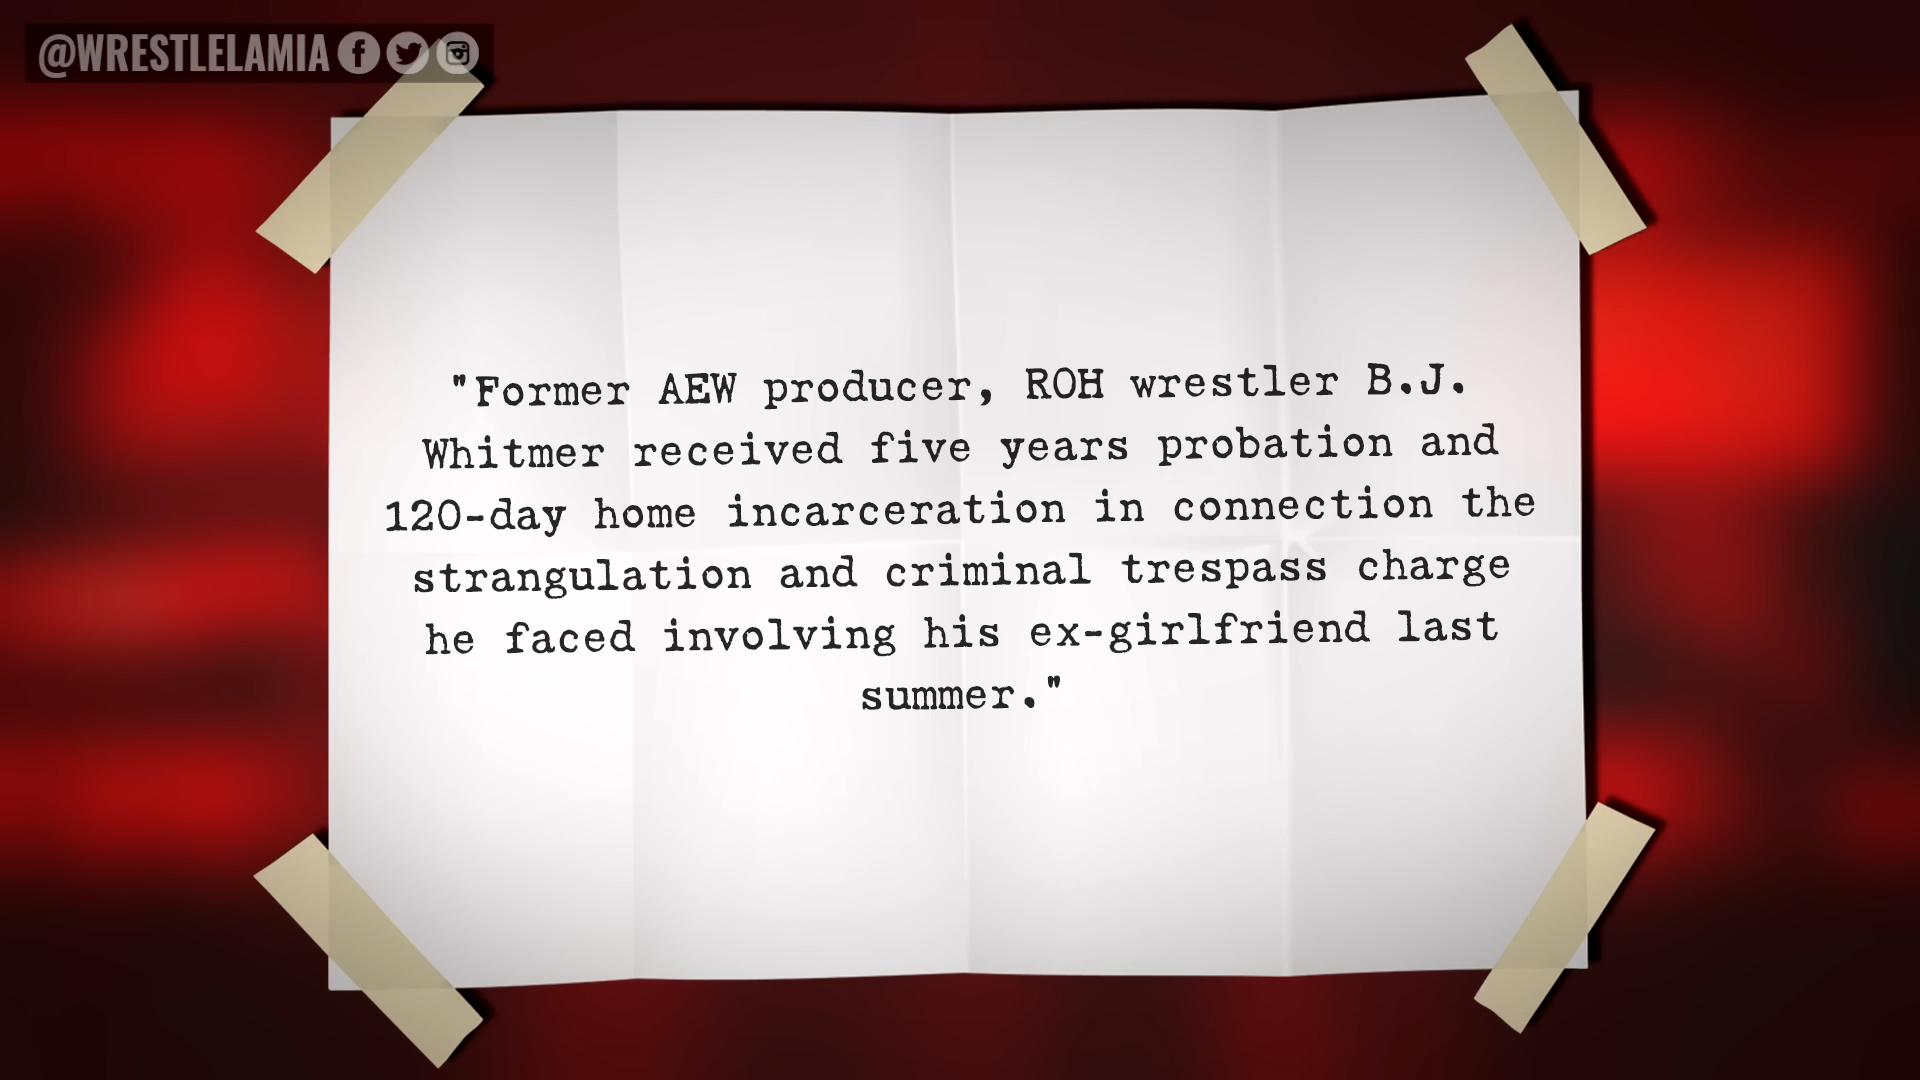 @WRESTLELAMIA
"Former AEW producer, ROH wrestler B.J.
Whitmer received five years probation and
120-day home incarceration in connection the
strangulation and criminal trespass charge
he faced involving his ex-girlfriend last
summer."